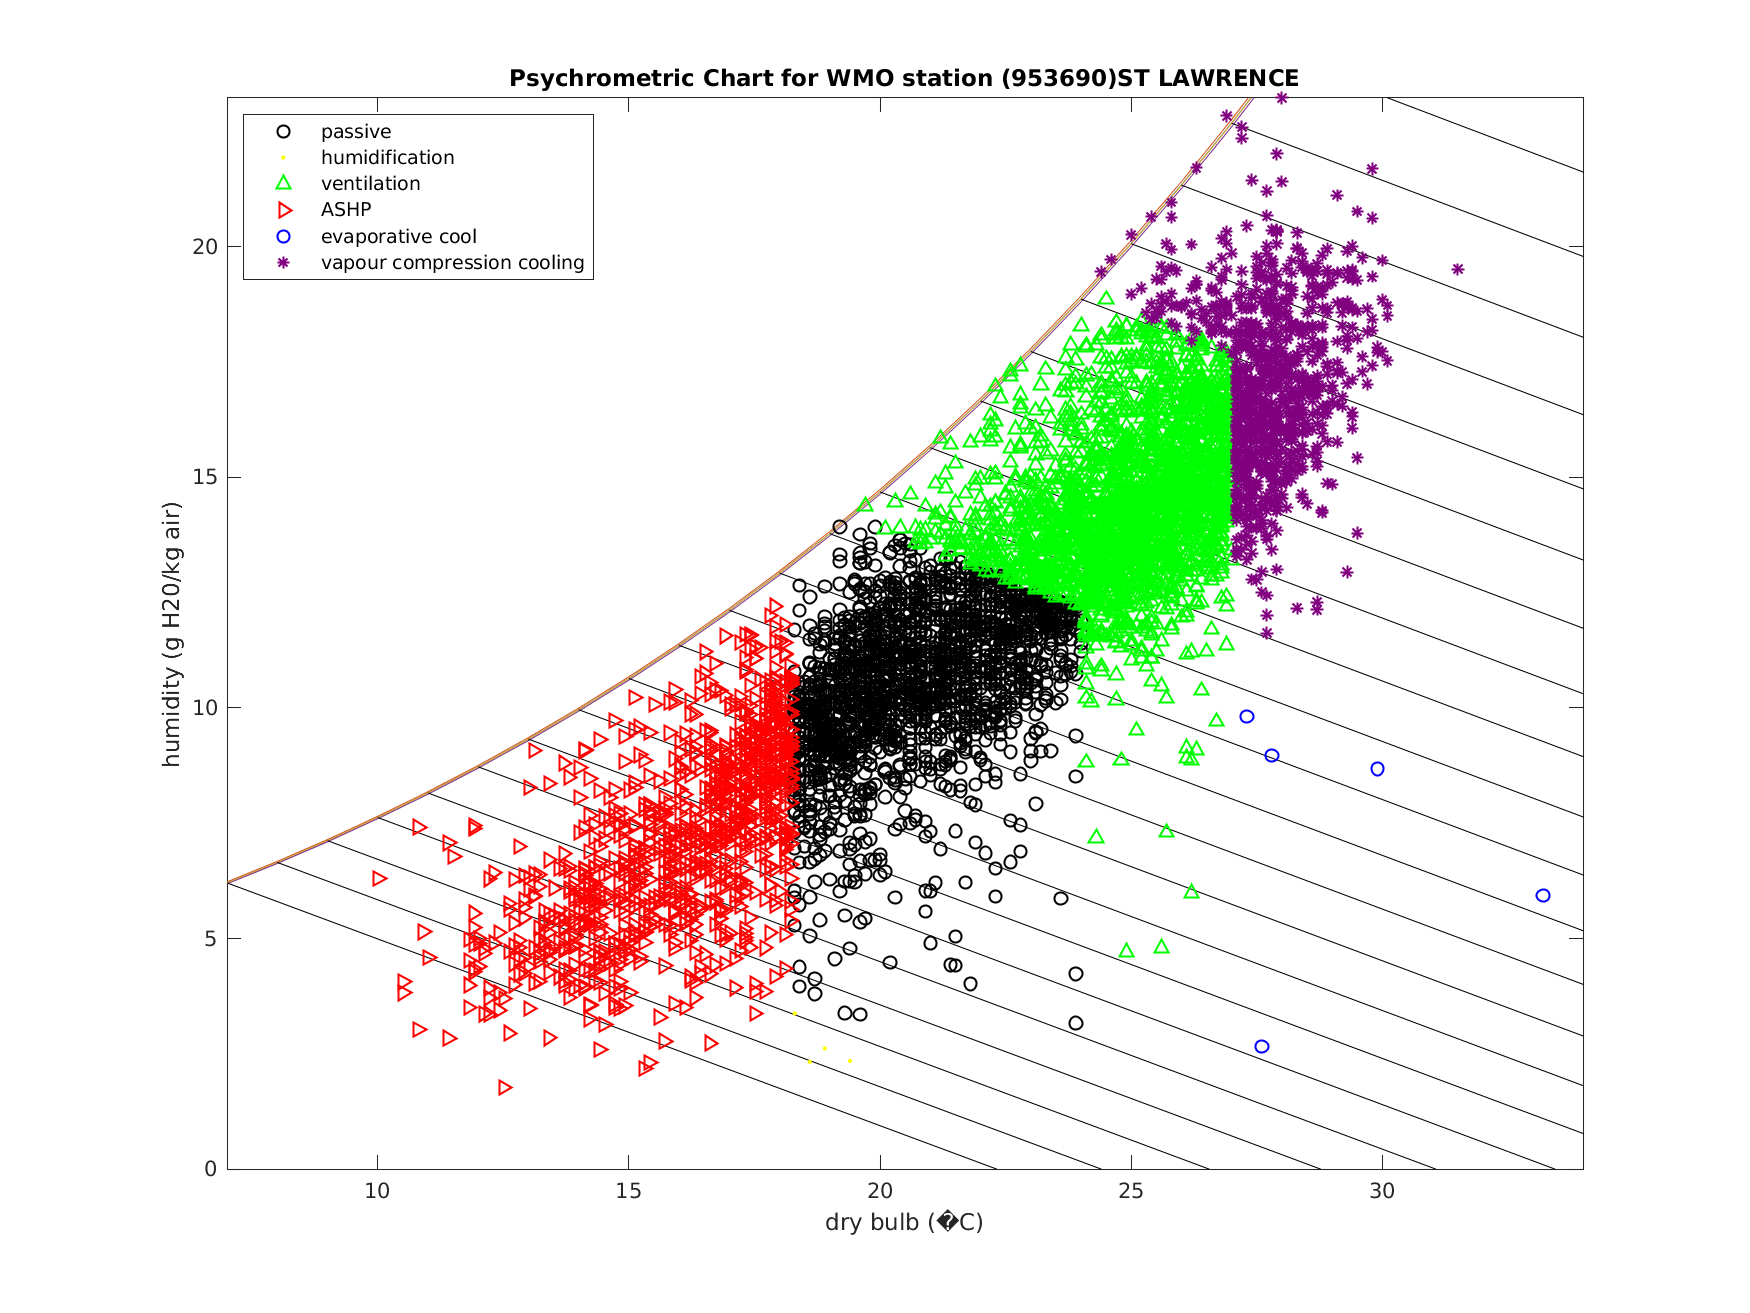 Psychrometric Chart for WMO station (953690)ST LAWRENCE
passive
humidification
ventilation
ASHP
evaporative cool
vapour compression cooling
20
15
10
5
0
humidity (g H20/kg air)
10 15 20 25 30
dry bulb (�C)